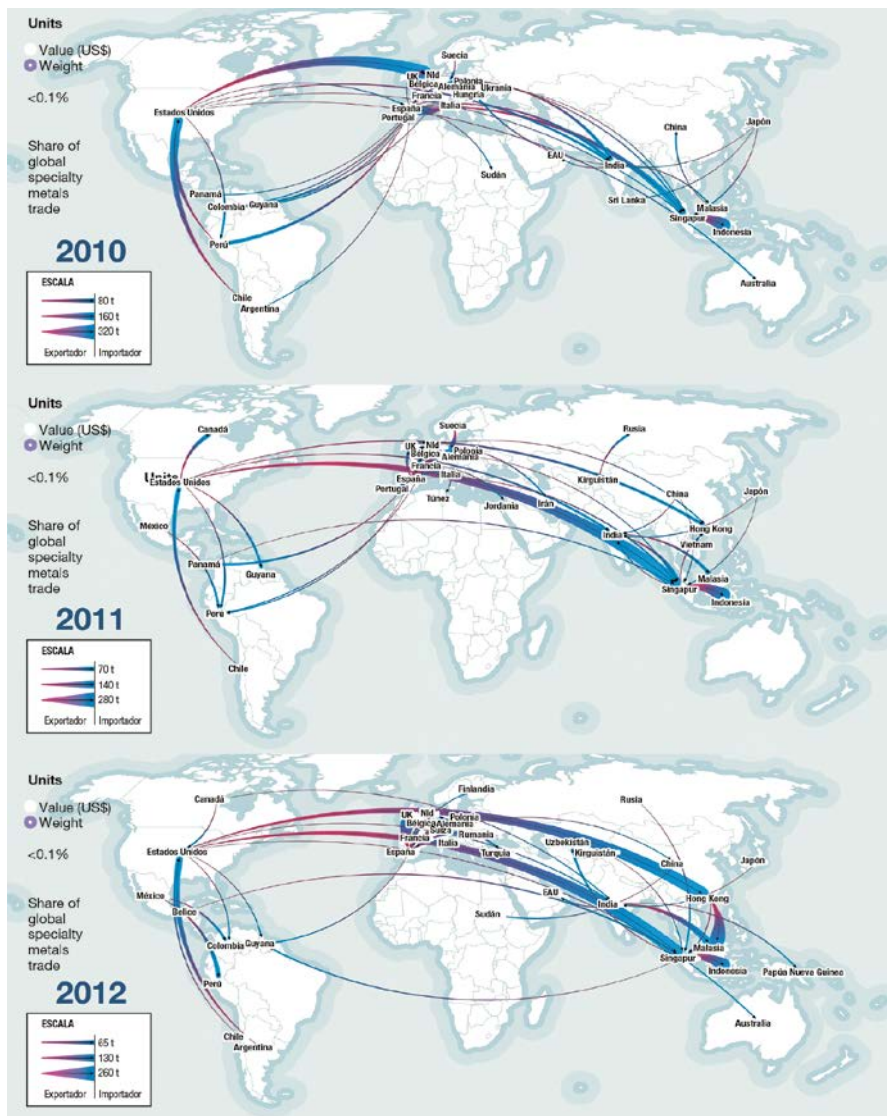 Units
Value (US$)
Weight
<0.1%
Share of
global
specialty
metals
trade
2010
ESCALA
80 t
160 t
320 t
Exportador Importador
Estados Unidos
Panamá
Colombia
Guyana
Perú
Chile
Argentina
Suecia
UK
Nld
Polonia
Bélgica
Alemania
Ukrania
Francia
Hungría
España
Italia
Portugal
Sudán
EAU
India
Sri Lanka
China
Japón
Malasia
Singapur
Indonesia
Australia
Units
Value (US$)
Weight
<0.1%
Share of
global
specialty
metals
trade
2011
ESCALA
70 t
140 t
280 t
Exportador Importador
Canadá
Units
Estados Unidos
México
Panamá
Guyana
Perú
Chile
Suecia
UK
Nld
Polonia
Bélgica
Alemania
Francia
Italia
España
Portugal
Túnez
Jordania
Irán
Rusia
Kirguistán
China
Japón
India
Hong Kong
Vietnam
Malasia
Singapur
Indonesia
Units
Value (US$)
Weight
<0.1%
Share of
global
specialty
metals
trade
2012
ESCALA
65 t
130 t
260 t
Exportador Importador
Canadá
Estados Unidos
México
Belice
Colombia
Guyana
Perú
Chile
Argentina
Finlandia
UK
Nld
Polonia
Bélgica
Alemania
Suiza
Francia
Rumania
Italia
España
Turquia
Rusia
Uzbekistán
Kirguistán
China
Japón
EAU
India
Hong Kong
Sudán
Malasia
Singapur
Indonesia
Papúa Nueva Guinea
Australia